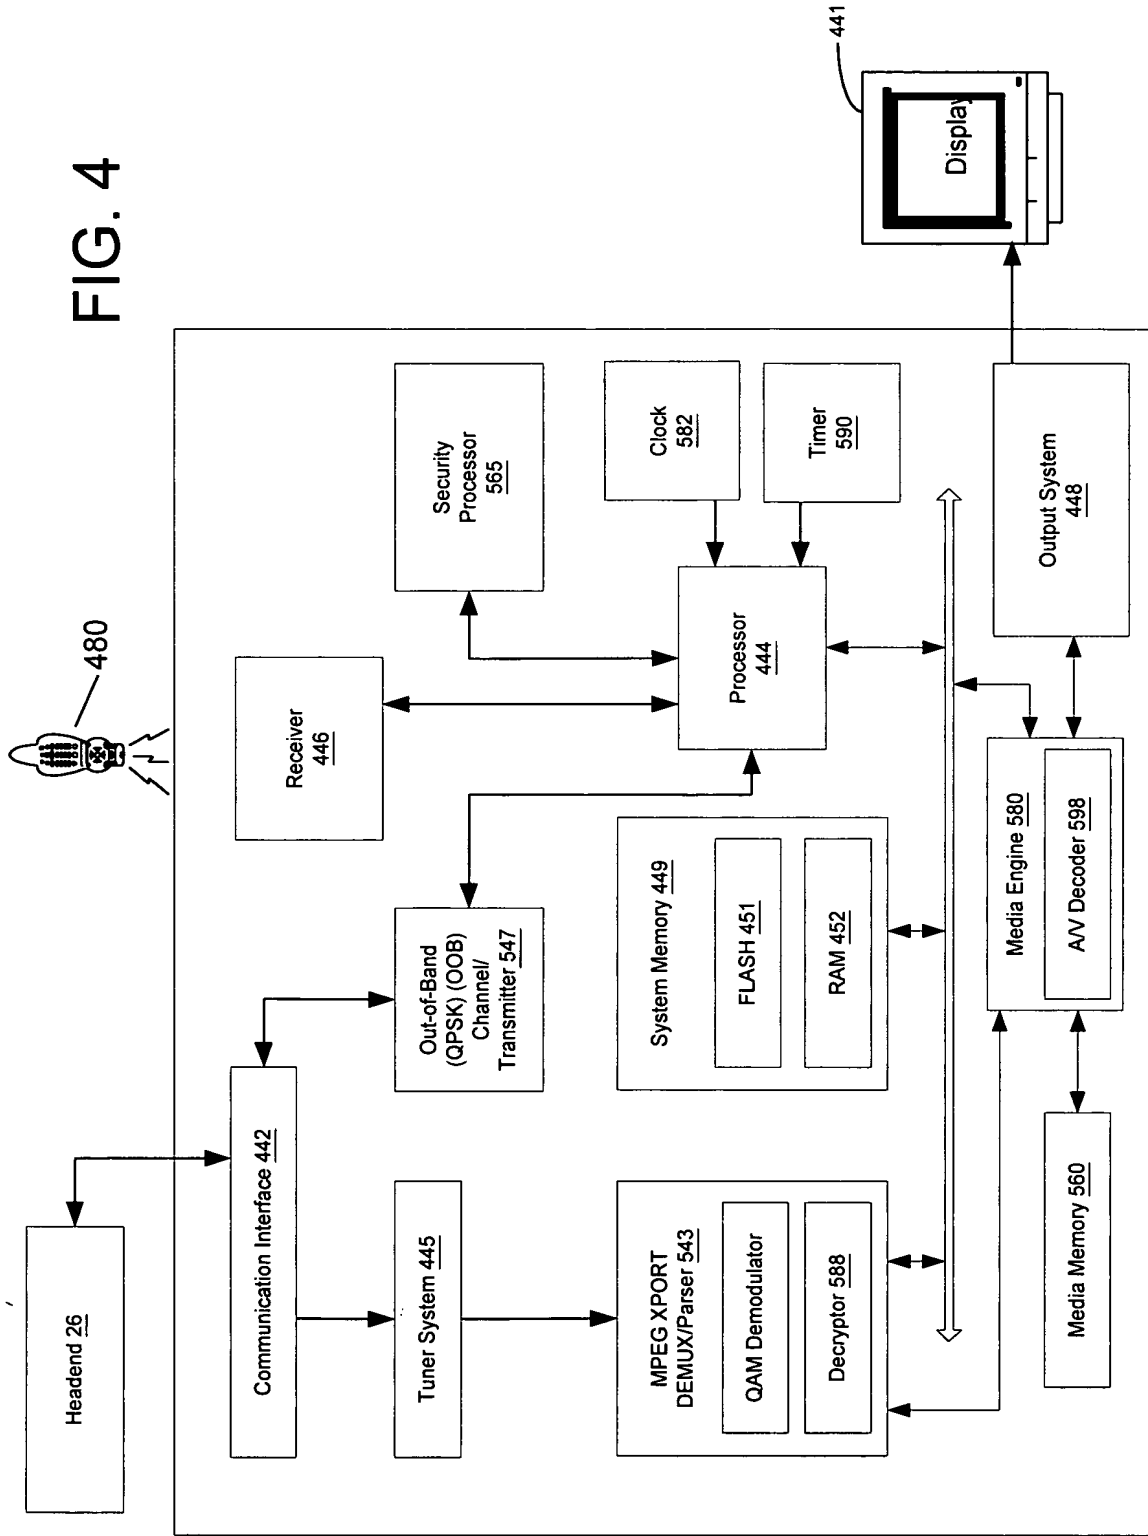 FIG. 4
480
Headend 26
Communication Interface 442
Receiver
446
Tuner System 445
Out-of-Band
(QPSK) (OOB)
Channel/
Transmitter 547
Security
Processor
565
MPEG XPORT
DEMUX/Parser 543
QAM Demodulator
Decryptor 588
System Memory 449
FLASH 451
RAM 452
Processor
444
Clock
582
Timer
590
Media Memory 560
Media Engine 580
A/V Decoder 598
Output System
448
441
Display